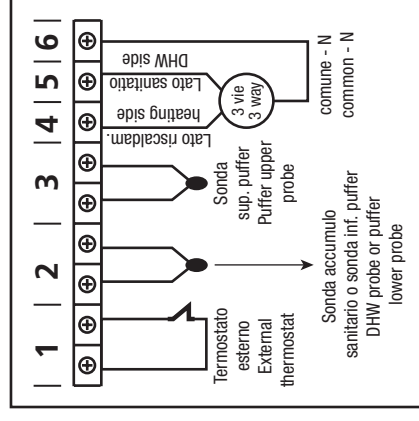 1
2
3
4
5
6
Termostato
esterno
External
thermostat
Sonda accumulo
sanitario o sonda inf. puffer
DHW probe or puffer
lower probe
Sonda
sup. puffer
Puffer upper
probe
Lato riscaldam.
heating side
Lato sanitatio
DHW side
3 vie
3 way
comune - N
common - N